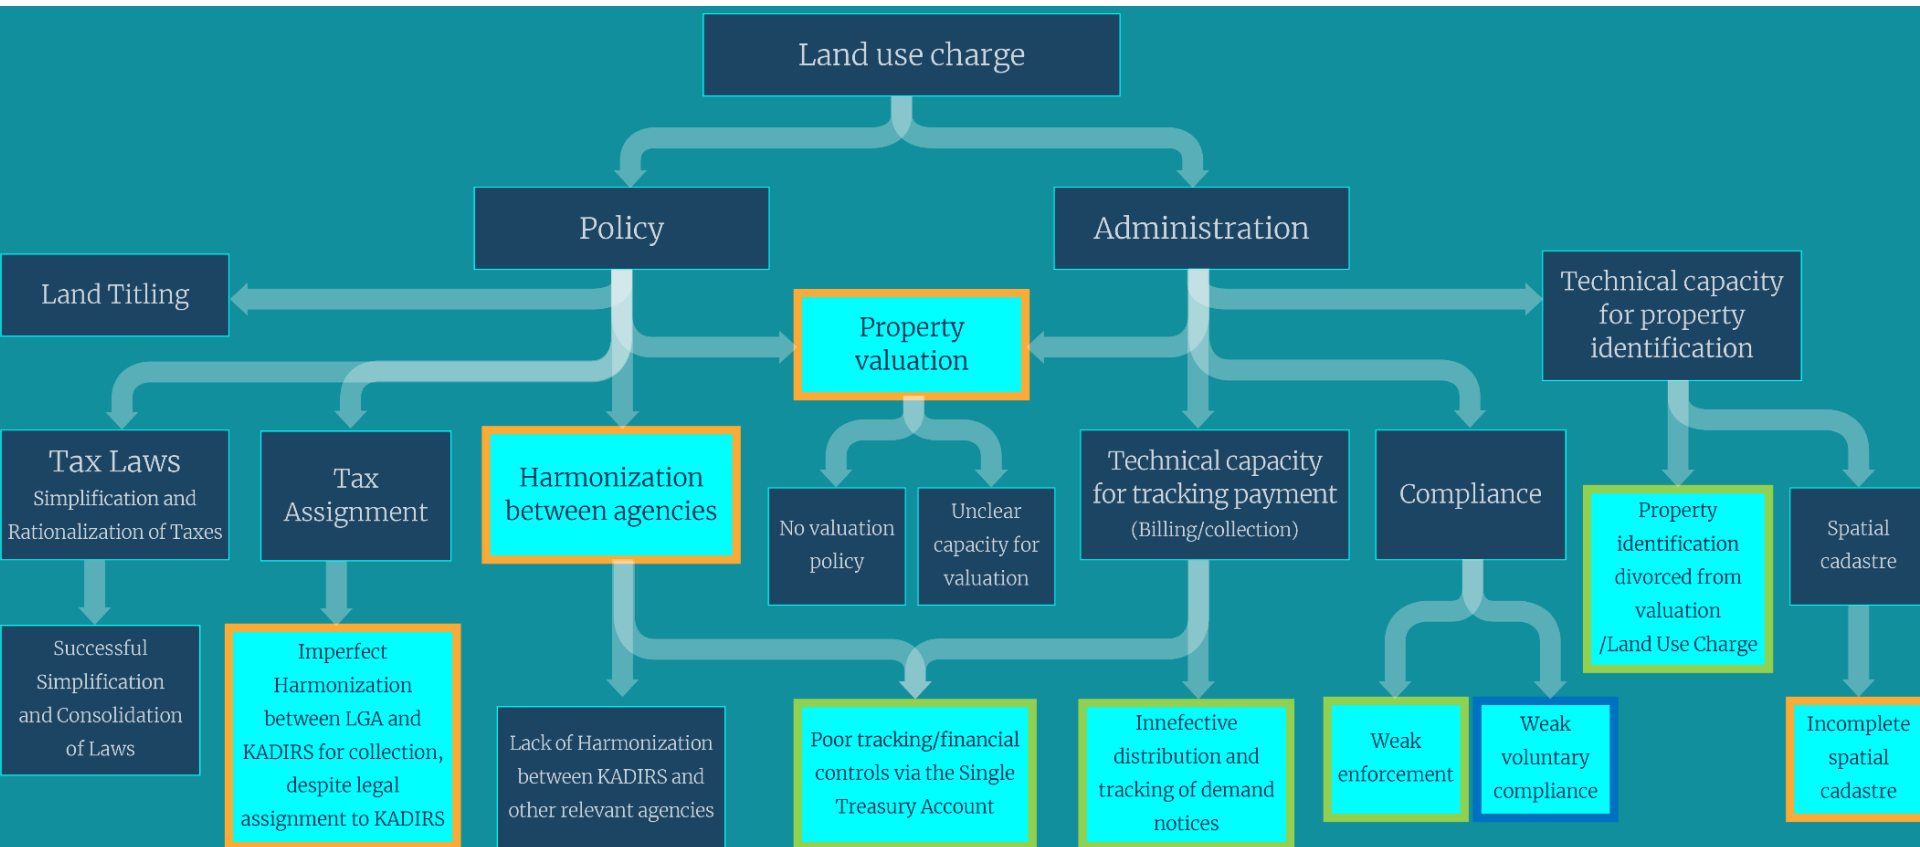 Land use charge
Policy
Administration
Land Titling
Property
valuation
Technical capacity
for property
identification
Tax Laws
Simplification and
Rationalization of Taxes
Tax
Assignment
Harmonization
between agencies
No valuation
policy
Unclear
capacity for
valuation
Technical capacity
for tracking payment
(Billing/collection)
Compliance
Property
identification
divorced from
valuation
/Land Use Charge
Spatial
cadastre
Successful
Simplification
and Consolidation
of Laws
Imperfect
Harmonization
between LGA and
KADIRS for collection,
despite legal
assignment to KADIRS
Lack of Harmonization
between KADIRS and
other relevant agencies
Poor tracking/financial
controls via the Single
Treasury Account
Innefective
distribution and
tracking of demand
notices
Weak
enforcement
Weak
voluntary
compliance
Incomplete
spatial
cadastre